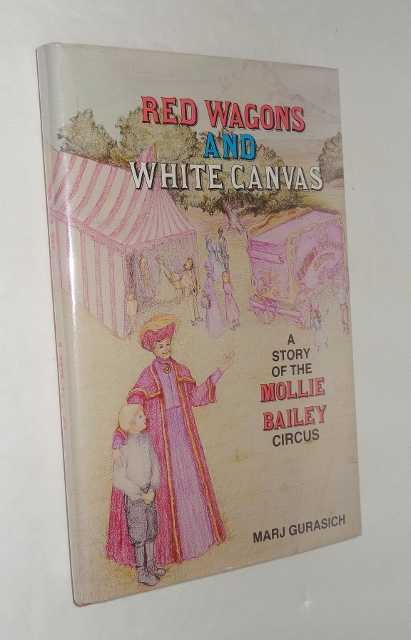 RED WAGONS
AND
WHITE CANVAS
A
STORY
OF THE
MOLLIE
BAILEY
CIRCUS
MARJ GURASICH